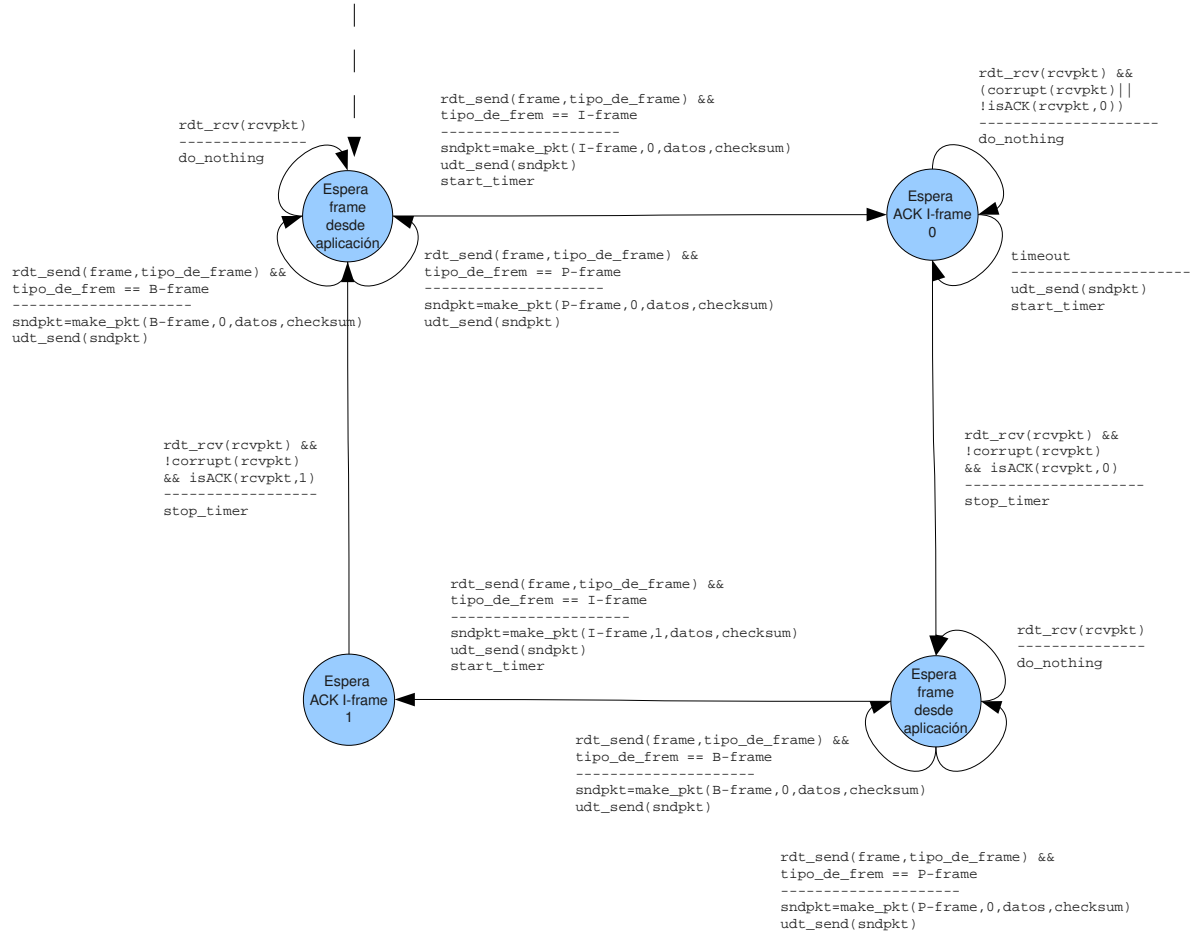 rdt_rcv(rcvpkt)
---------------
do_nothing
rdt_send(frame,tipo_de_frame) &&
tipo_de_frem == I-frame
---------------------
sndpkt=make_pkt(I-frame,0,datos,checksum)
udt_send(sndpkt)
start_timer
rdt_rcv(rcvpkt) &&
(corrupt(rcvpkt)||
!isACK(rcvpkt,0))
---------------------
do_nothing
Espera
frame
desde
aplicación
Espera
ACK I-frame
0
rdt_send(frame,tipo_de_frame) &&
tipo_de_frem == B-frame
---------------------
sndpkt=make_pkt(B-frame,0,datos,checksum)
udt_send(sndpkt)
rdt_send(frame,tipo_de_frame) &&
tipo_de_frem == P-frame
---------------------
sndpkt=make_pkt(P-frame,0,datos,checksum)
udt_send(sndpkt)
timeout
---------------------
udt_send(sndpkt)
start_timer
rdt_rcv(rcvpkt) &&
!corrupt(rcvpkt)
&& isACK(rcvpkt,1)
------------------
stop_timer
rdt_rcv(rcvpkt) &&
!corrupt(rcvpkt)
&& isACK(rcvpkt,0)
---------------------
stop_timer
rdt_send(frame,tipo_de_frame) &&
tipo_de_frem == I-frame
---------------------
sndpkt=make_pkt(I-frame,1,datos,checksum)
udt_send(sndpkt)
start_timer
rdt_rcv(rcvpkt)
---------------
do_nothing
Espera
ACK I-frame
1
Espera
frame
desde
aplicación
rdt_send(frame,tipo_de_frame) &&
tipo_de_frem == B-frame
---------------------
sndpkt=make_pkt(B-frame,0,datos,checksum)
udt_send(sndpkt)
rdt_send(frame,tipo_de_frame) &&
tipo_de_frem == P-frame
---------------------
sndpkt=make_pkt(P-frame,0,datos,checksum)
udt_send(sndpkt)